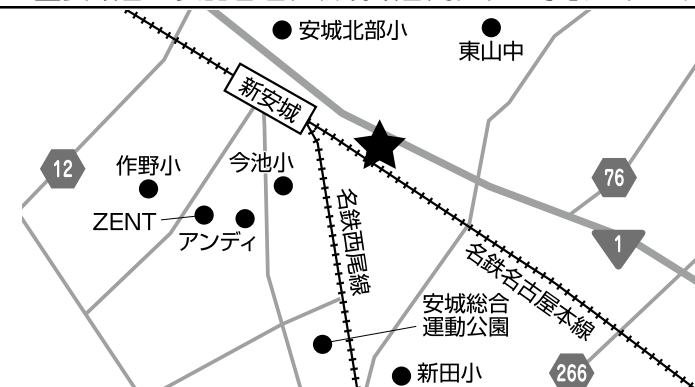 安城北部小
東山中
新安城
12
作野小
今池小
76
ZENT
アンディ
1
名鉄西尾線
名鉄名古屋本線
安城総合
運動公園
新田小
266